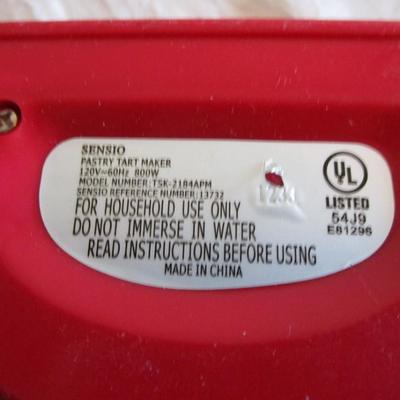 SENSIO
PASTRY TART MAKER
120V~60Hz 800W
MODEL NUMBER:TSK-2184APM
SENSIO REFERENCE NUMBER:13732
FOR HOUSEHOLD USE ONLY
DO NOT IMMERSE IN WATER
READ INSTRUCTIONS BEFORE USING
MADE IN CHINA
UL
LISTED
54J9
E81296